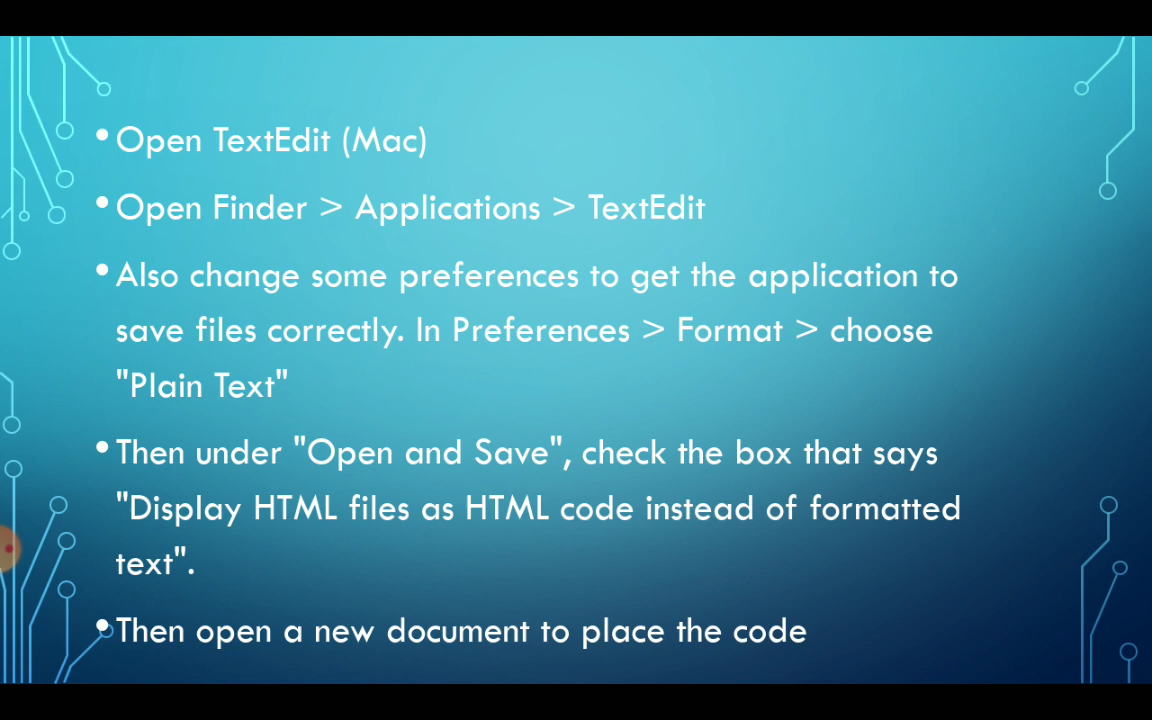 • Open TextEdit (Mac)
• Open Finder > Applications > TextEdit
• Also change some preferences to get the application to
save files correctly. In Preferences > Format > choose
"Plain Text"
• Then under "Open and Save", check the box that says
"Display HTML files as HTML code instead of formatted
text".
• Then open a new document to place the code